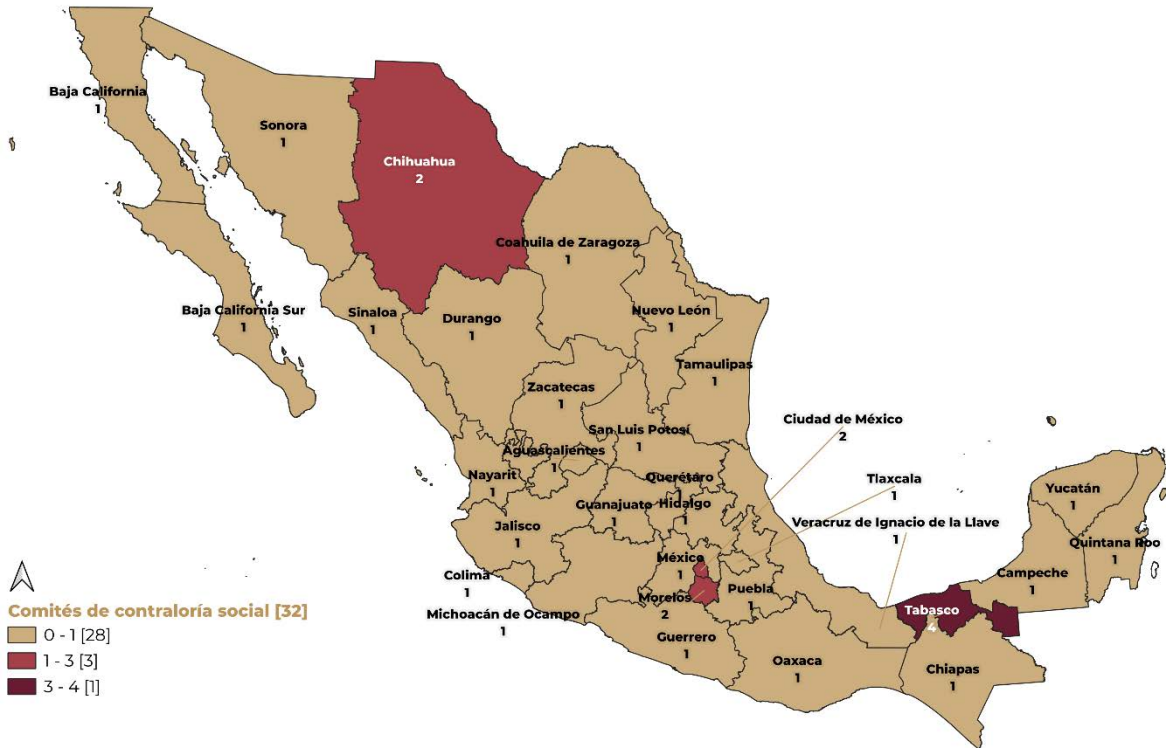 Baja California
1
Sonora
1
Chihuahua
2
Coahuila de Zaragoza
1
Baja California Sur
1
Sinaloa
1
Durango
1
Nuevo León
1
Tamaulipas
1
Zacatecas
1
San Luis Potosí
1
Ciudad de México
2
Aguascalientes
1
Nayarit
1
Querétaro
1
Tlaxcala
1
Yucatán
1
Guanajuato
1
Hidalgo
1
Jalisco
1
Veracruz de Ignacio de la Llave
1
Quintana Roo
1
México
1
Campeche
1
Colima
1
Puebla
1
Morelos
2
Michoacán de Ocampo
1
Tabasco
4
Guerrero
1
Oaxaca
1
Chiapas
1
Comités de contraloría social [32]
0 - 1 [28]
1 - 3 [3]
3 - 4 [1]